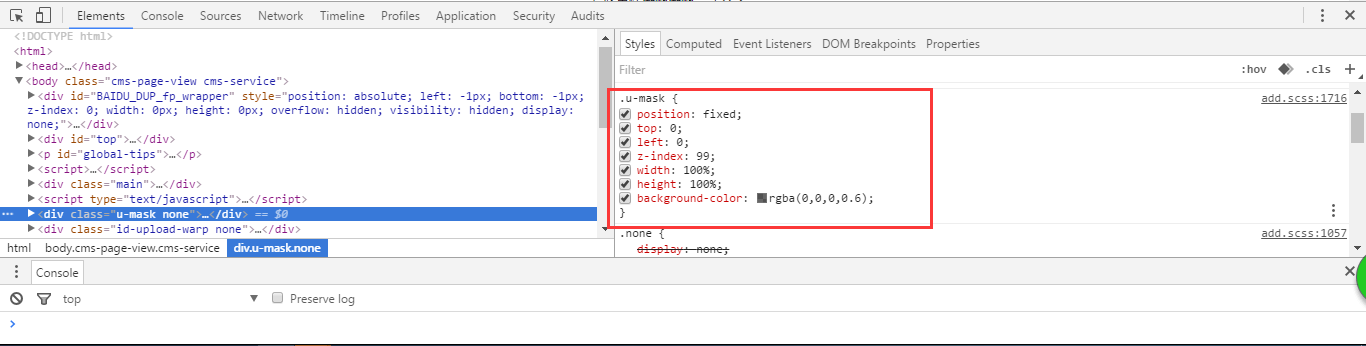 Elements Console Sources Network Timeline Profiles Application Security Audits
<!DOCTYPE html>
<html>
<head>…</head>
<body class="cms-page-view cms-service">
<div id="BAIDU_DUP_fp_wrapper" style="position: absolute; left: -1px; bottom: -1px;
z-index: 0; width: 0px; height: 0px; overflow: hidden; visibility: hidden; display:
none;">…</div>
<div id="top">…</div>
<p id="global-tips">…</p>
<script>…</script>
<div class="main">…</div>
<script type="text/javascript">…</script>
<div class="u-mask none">…</div> == $0
<div class="id-upload-warp none">…</div>
html body.cms-page-view.cms-service div.u-mask.none
Styles Computed Event Listeners DOM Breakpoints Properties
Filter :hov .cls +
.u-mask { add.scss:1716
position: fixed;
top: 0;
left: 0;
z-index: 99;
width: 100%;
height: 100%;
background-color: rgba(0,0,0,0.6);
}
.none { add.scss:1057
display: none;
Console
top Preserve log